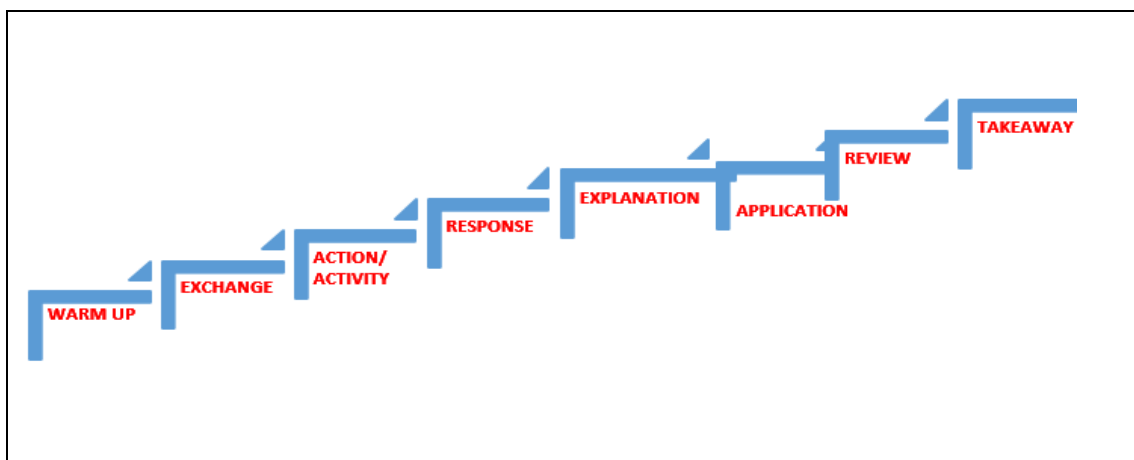 WARM UP
EXCHANGE
ACTION/
ACTIVITY
RESPONSE
EXPLANATION
APPLICATION
REVIEW
TAKEAWAY